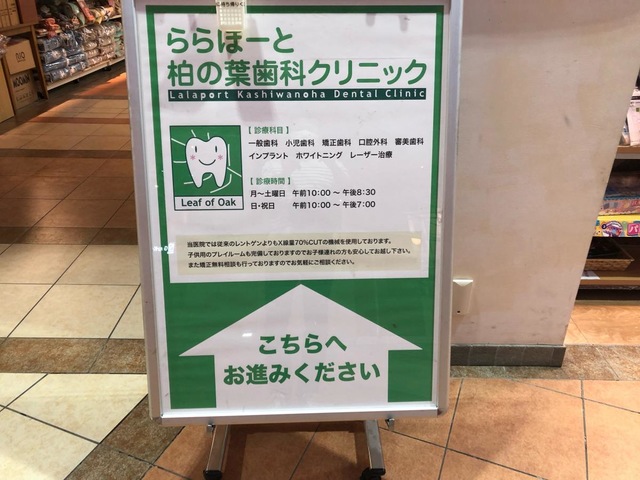 ららぽーと
柏の葉歯科クリニック
Lalaport Kashiwanoha Dental Clinic
【 診療科目 】
一般歯科 小児歯科 矯正歯科 口腔外科 審美歯科
インプラント ホワイトニング レーザー治療
Leaf of Oak
【 診療時間 】
月〜土曜日 午前10:00 〜 午後8:30
日・祝日 午前10:00 〜 午後7:00
当医院では従来のレントゲンよりもX線量70%CUTの機械を使用しております。
子供用のプレイルームも完備しておりますのでお子様連れの方も安心してお越し下さい。
また矯正無料相談も行っておりますのでお気軽にご相談ください。
こちらへ
お進みください